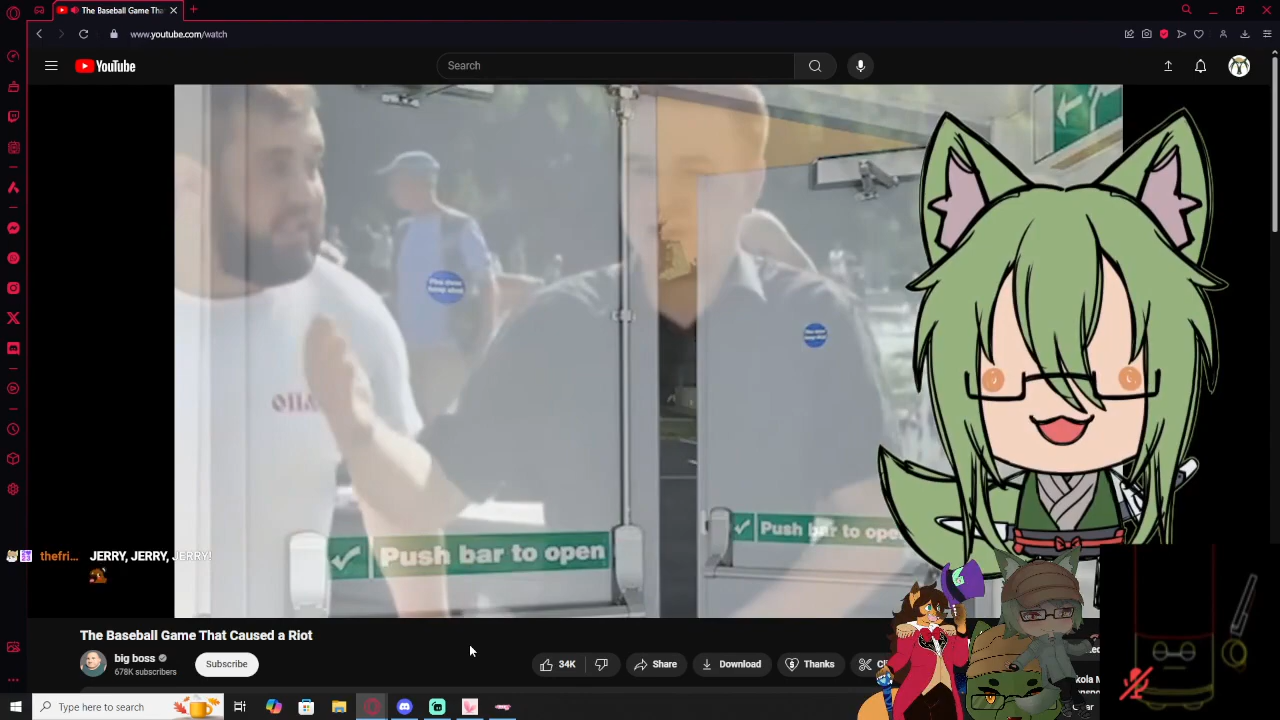 The Baseball Game Tha
www.youtube.com/watch
YouTube
Search
Push bar to open
Push bar to ope
thefri... JERRY, JERRY, JERRY!
The Baseball Game That Caused a Riot
big boss
678K subscribers
Subscribe
34K
Share
Download
Thanks
Type here to search